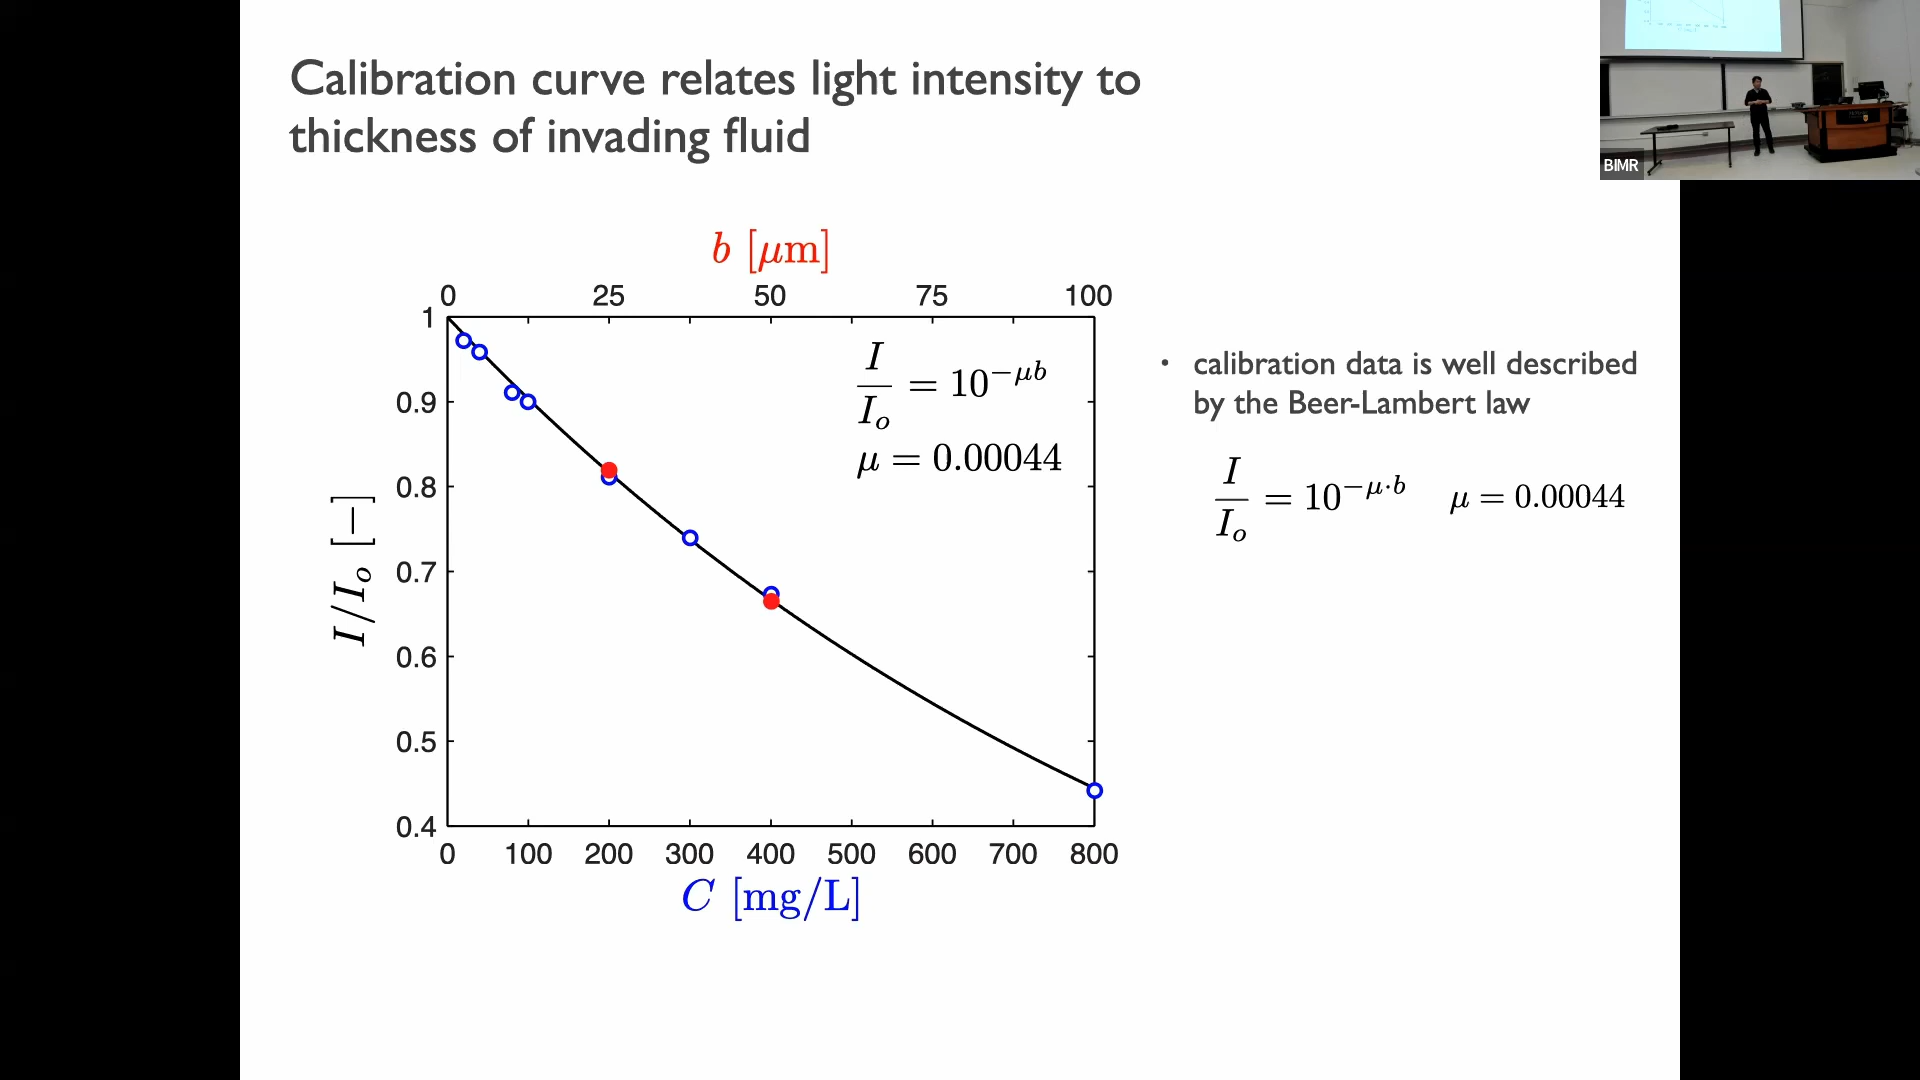 Calibration curve relates light intensity to
thickness of invading fluid
BIMR
b [μm]
0 25 50 75 100
1
0.9
0.8
0.7
0.6
0.5
0.4
I/I_o [−]
I/I_o = 10^{−μb}
μ = 0.00044
0 100 200 300 400 500 600 700 800
C [mg/L]
• calibration data is well described
by the Beer-Lambert law
I/I_o = 10^{−μ·b} μ = 0.00044